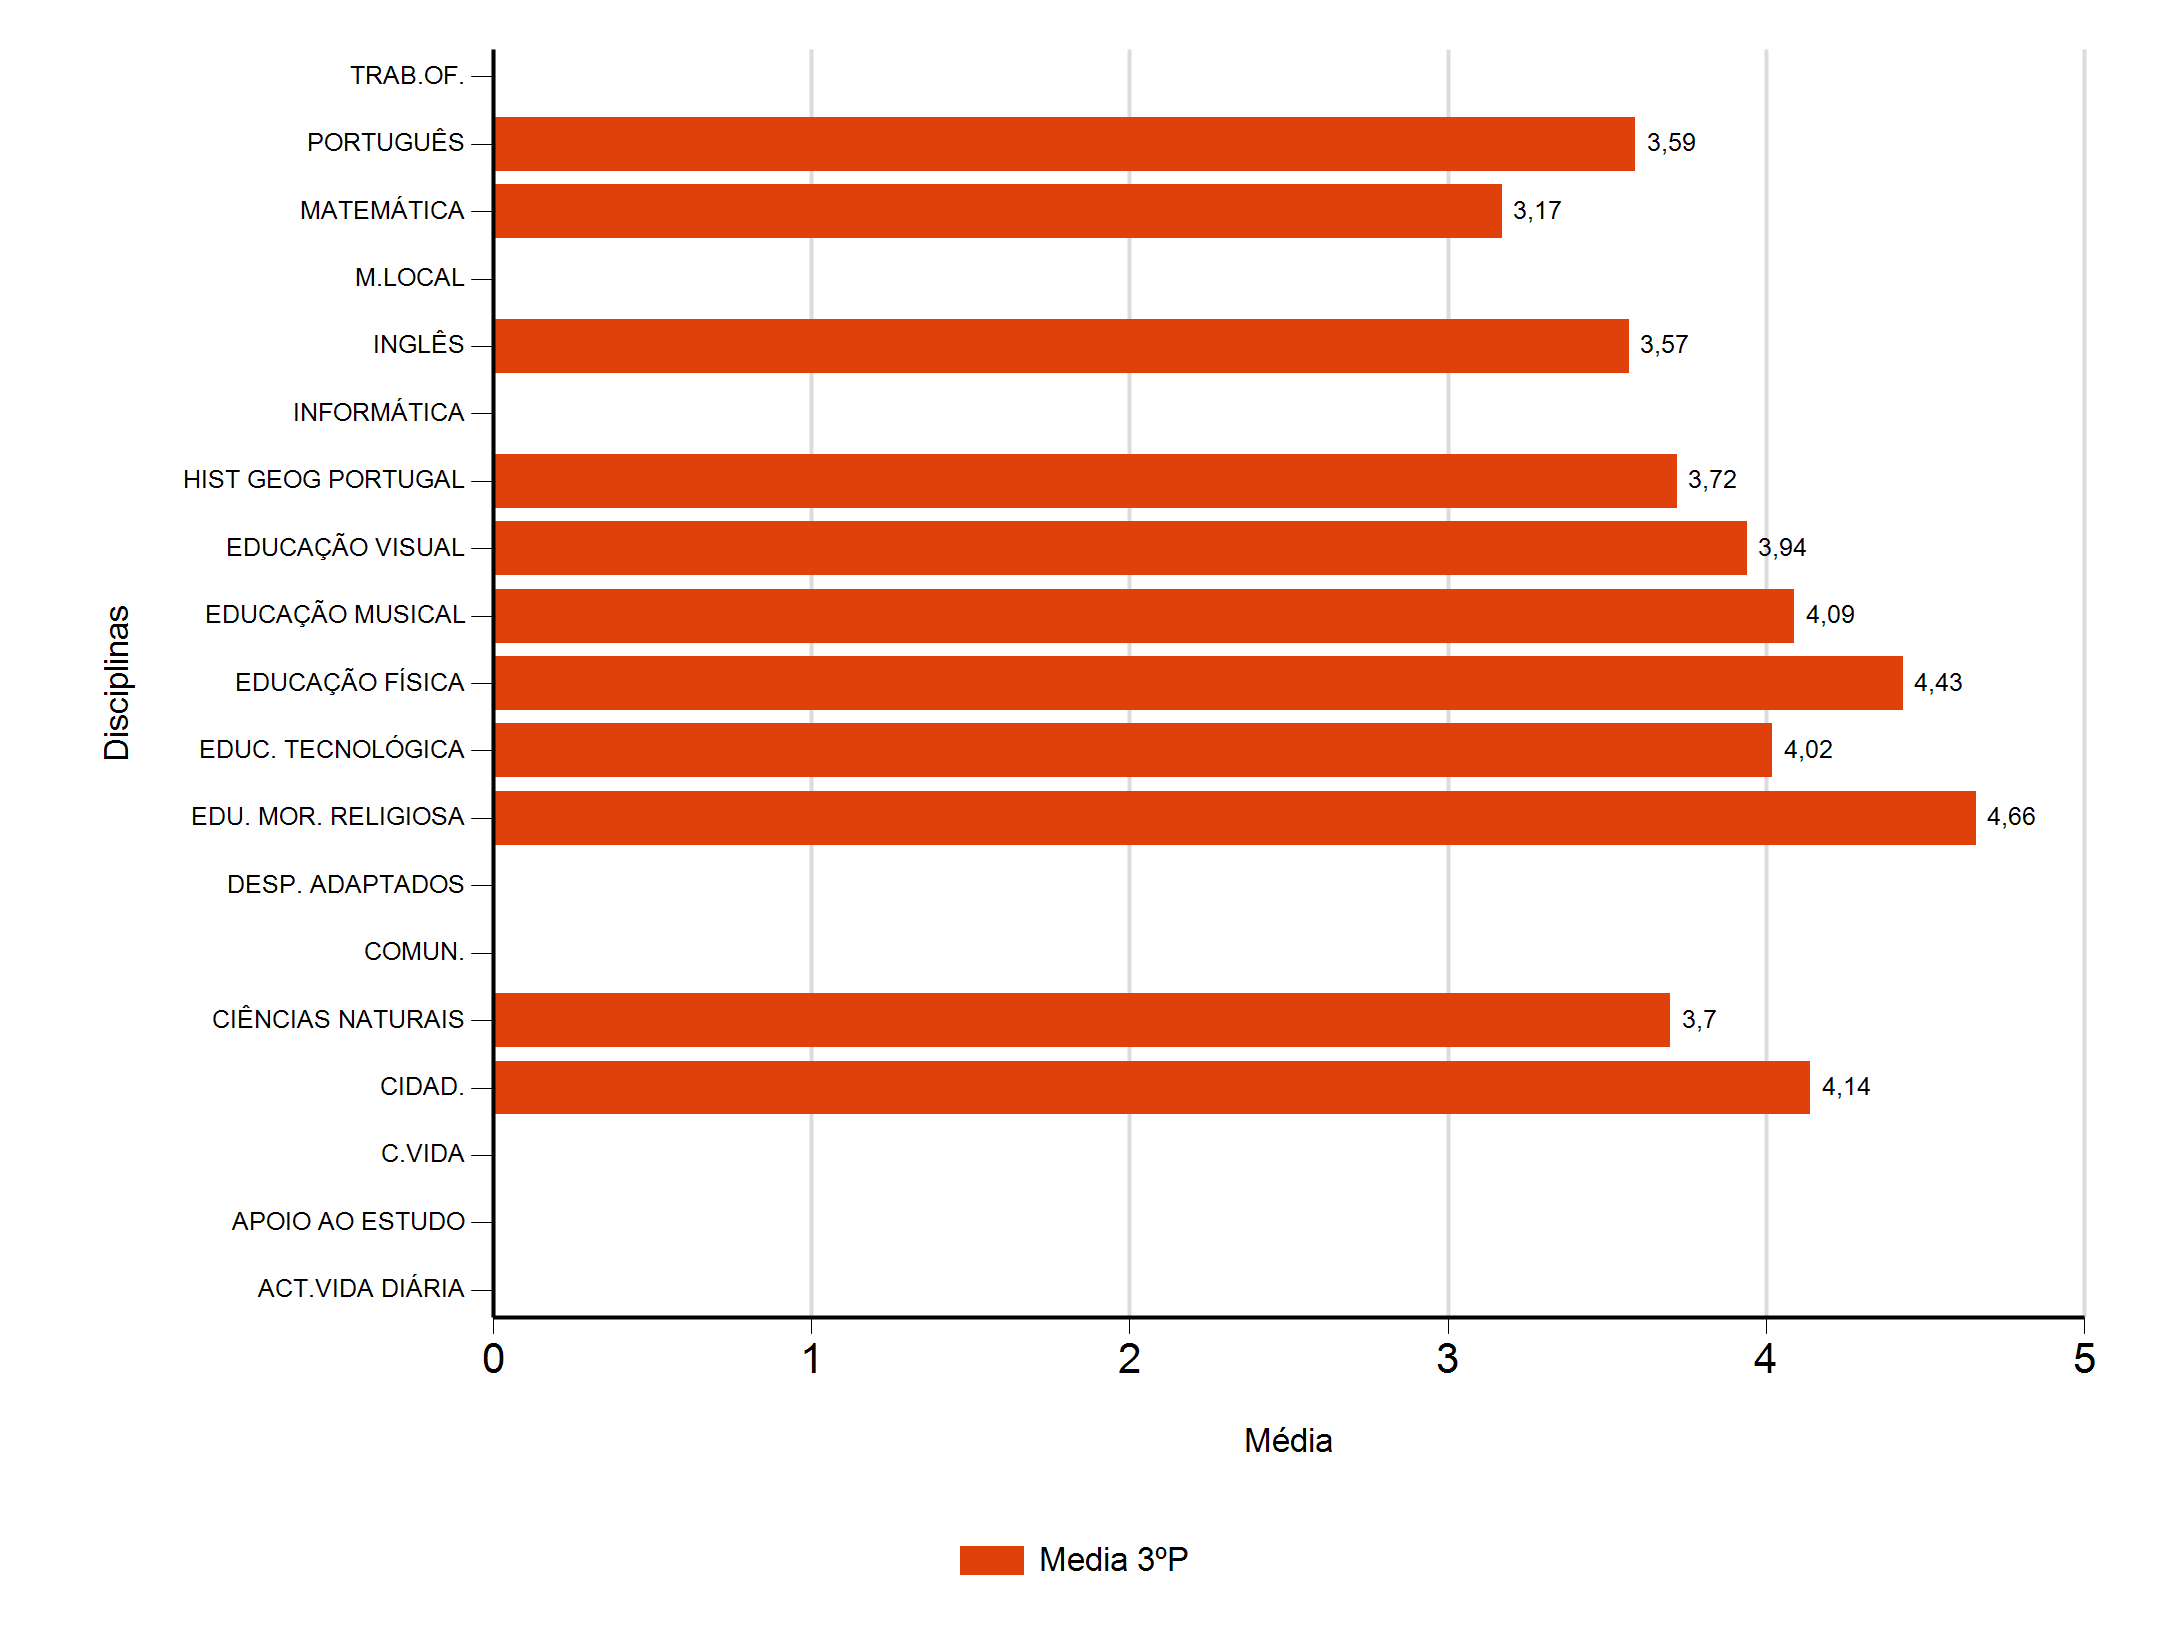 TRAB.OF.
PORTUGUÊS 3,59
MATEMÁTICA 3,17
M.LOCAL
INGLÊS 3,57
INFORMÁTICA
HIST GEOG PORTUGAL 3,72
EDUCAÇÃO VISUAL 3,94
EDUCAÇÃO MUSICAL 4,09
EDUCAÇÃO FÍSICA 4,43
EDUC. TECNOLÓGICA 4,02
EDU. MOR. RELIGIOSA 4,66
DESP. ADAPTADOS
COMUN.
CIÊNCIAS NATURAIS 3,7
CIDAD. 4,14
C.VIDA
APOIO AO ESTUDO
ACT.VIDA DIÁRIA
Disciplinas
0 1 2 3 4 5
Média
Media 3ºP